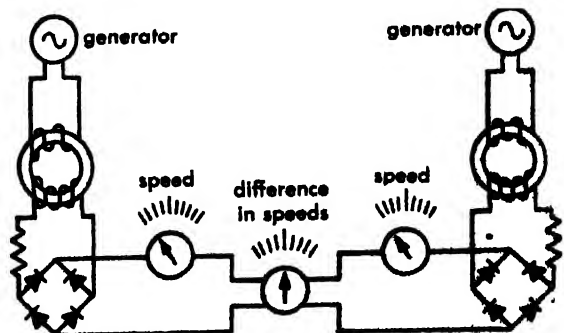 generator
generator
speed
difference
in speeds
speed